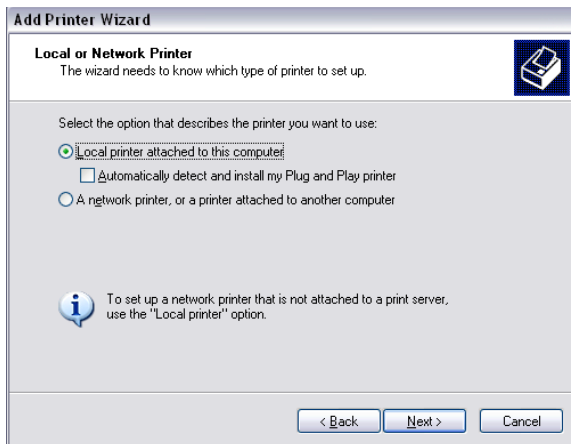 Add Printer Wizard
Local or Network Printer
The wizard needs to know which type of printer to set up.
Select the option that describes the printer you want to use:
Local printer attached to this computer
Automatically detect and install my Plug and Play printer
A network printer, or a printer attached to another computer
To set up a network printer that is not attached to a print server,
use the "Local printer" option.
< Back Next > Cancel